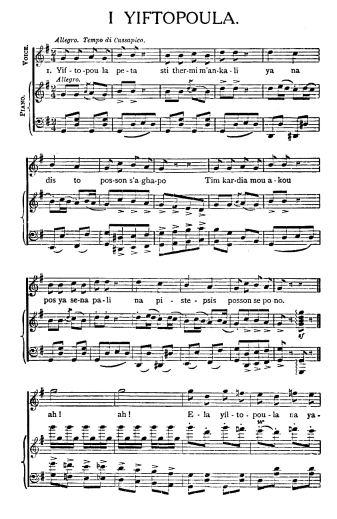 I YIFTOPOULA.
Allegro. Tempo di Cassapico.
VOICE.
1. Yif - to - pou la pe - ta sti ther - mi m'an - ka - li ya na
Allegro.
PIANO.
dis to pos - son s'a - gha - po Tim kar - dia mou a - kou
pos ya se - na pa - li na pi - ste - psis posson se po no.
ah! ah! E - la yif - to - pou - la na ya -